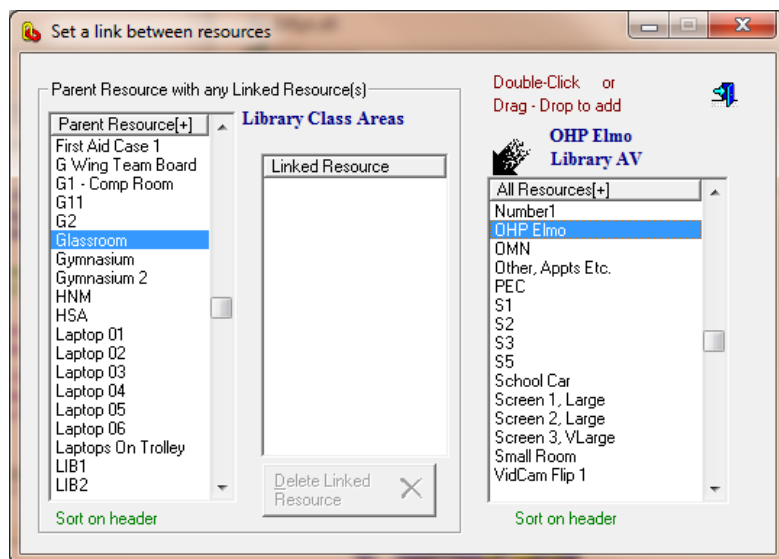 Set a link between resources
Parent Resource with any Linked Resource(s)
Parent Resource[+]
First Aid Case 1
G Wing Team Board
G1 - Comp Room
G11
G2
Glassroom
Gymnasium
Gymnasium 2
HNM
HSA
Laptop 01
Laptop 02
Laptop 03
Laptop 04
Laptop 05
Laptop 06
Laptops On Trolley
LIB1
LIB2
Sort on header
Library Class Areas
Linked Resource
Delete Linked
Resource
Double-Click or
Drag - Drop to add
OHP Elmo
Library AV
All Resources[+]
Number1
OHP Elmo
OMN
Other, Appts Etc.
PEC
S1
S2
S3
S5
School Car
Screen 1, Large
Screen 2, Large
Screen 3, VLarge
Small Room
VidCam Flip 1
Sort on header